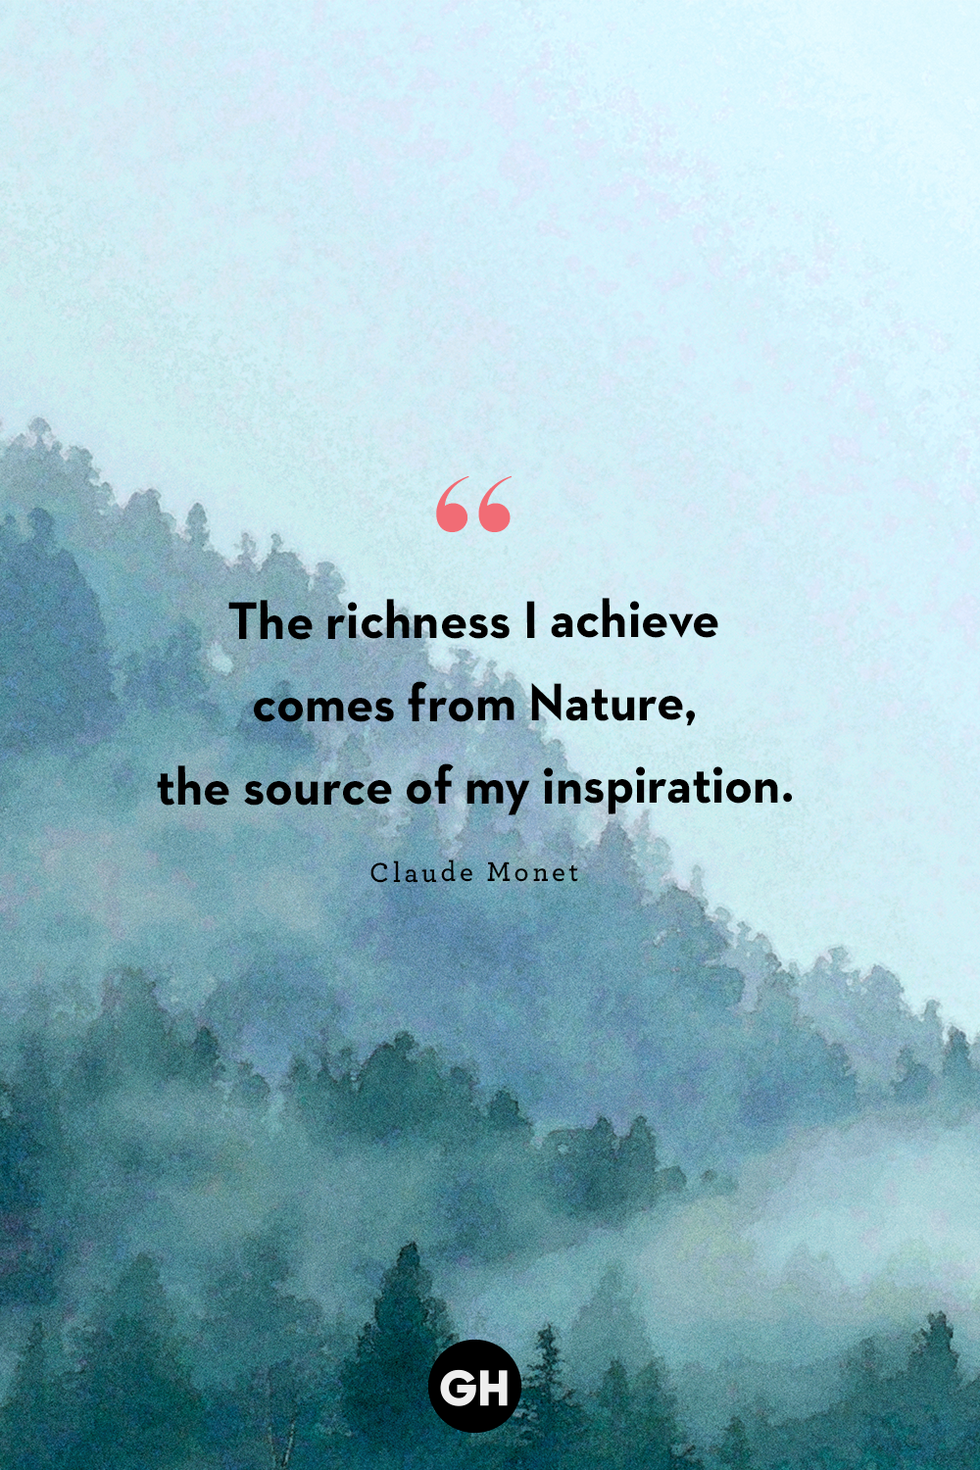 “
The richness I achieve
comes from Nature,
the source of my inspiration.
Claude Monet
GH